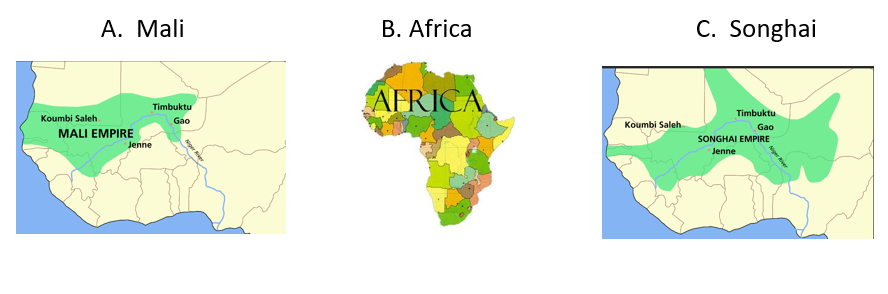 A. Mali
B. Africa
C. Songhai
Timbuktu
Koumbi Saleh
Gao
MALI EMPIRE
Jenne
Niger River
AFRICA
Timbuktu
Koumbi Saleh
Gao
SONGHAI EMPIRE
Jenne
Niger River